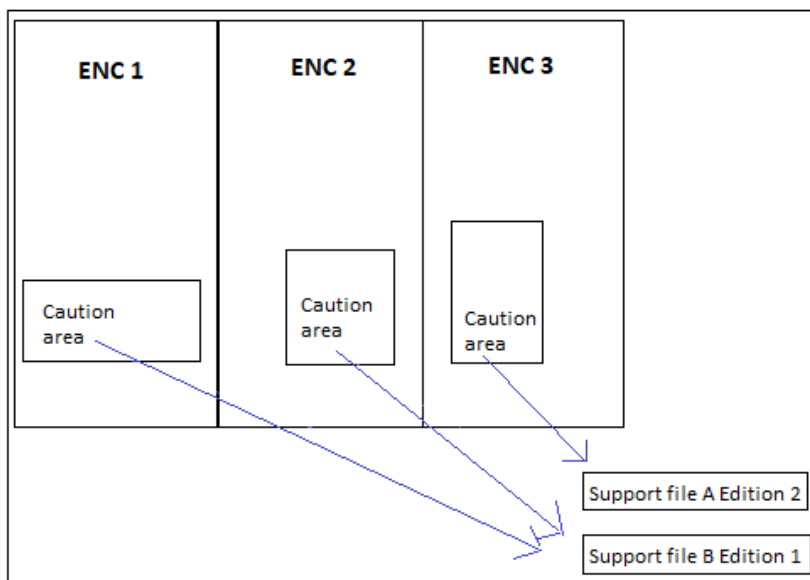 ENC 1
ENC 2
ENC 3
Caution
area
Caution
area
Caution
area
Support file A Edition 2
Support file B Edition 1